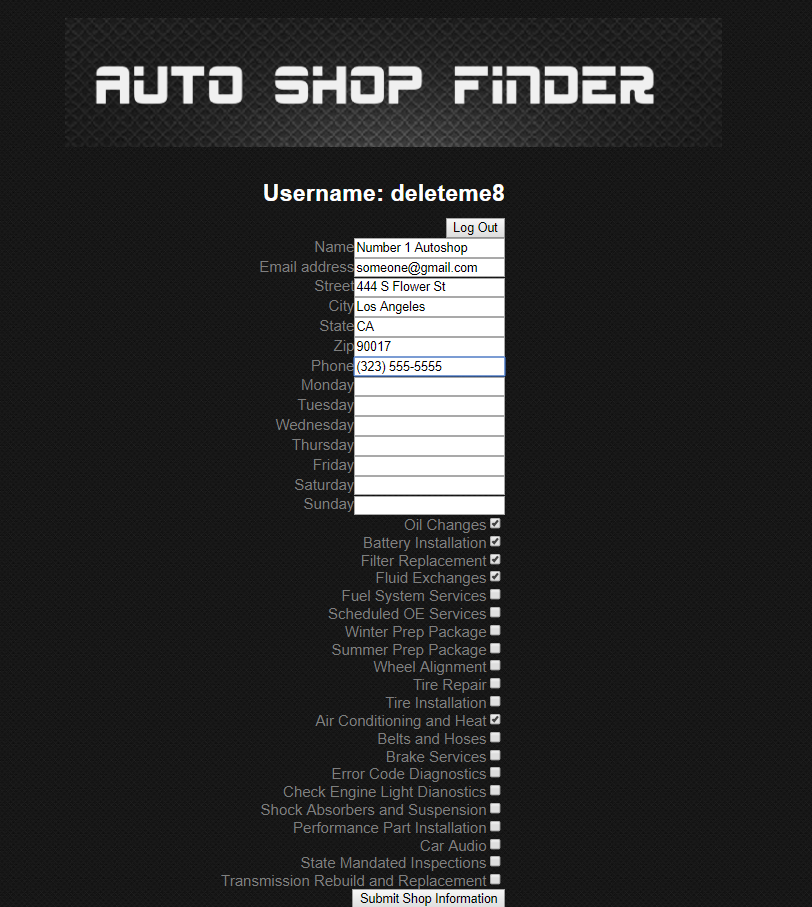 AUTO SHOP FINDER
Username: deleteme8
Log Out
Name Number 1 Autoshop
Email address someone@gmail.com
Street 444 S Flower St
City Los Angeles
State CA
Zip 90017
Phone (323) 555-5555
Monday
Tuesday
Wednesday
Thursday
Friday
Saturday
Sunday
Oil Changes
Battery Installation
Filter Replacement
Fluid Exchanges
Fuel System Services
Scheduled OE Services
Winter Prep Package
Summer Prep Package
Wheel Alignment
Tire Repair
Tire Installation
Air Conditioning and Heat
Belts and Hoses
Brake Services
Error Code Diagnostics
Check Engine Light Dianostics
Shock Absorbers and Suspension
Performance Part Installation
Car Audio
State Mandated Inspections
Transmission Rebuild and Replacement
Submit Shop Information